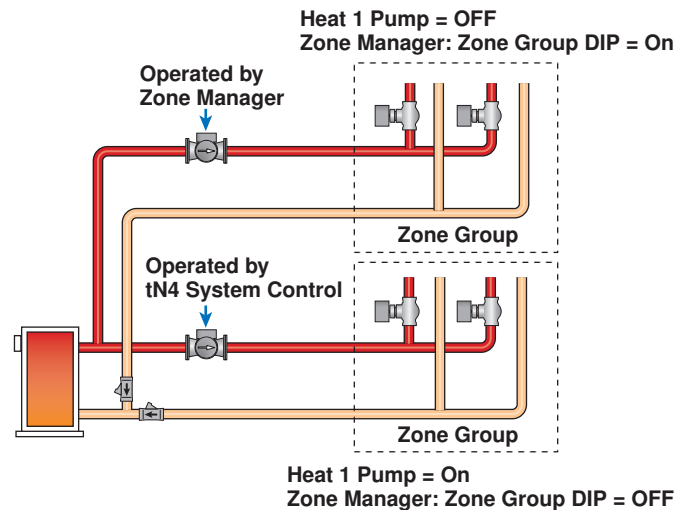 Heat 1 Pump = OFF
Zone Manager: Zone Group DIP = On
Operated by
Zone Manager
Zone Group
Operated by
tN4 System Control
Zone Group
Heat 1 Pump = On
Zone Manager: Zone Group DIP = OFF